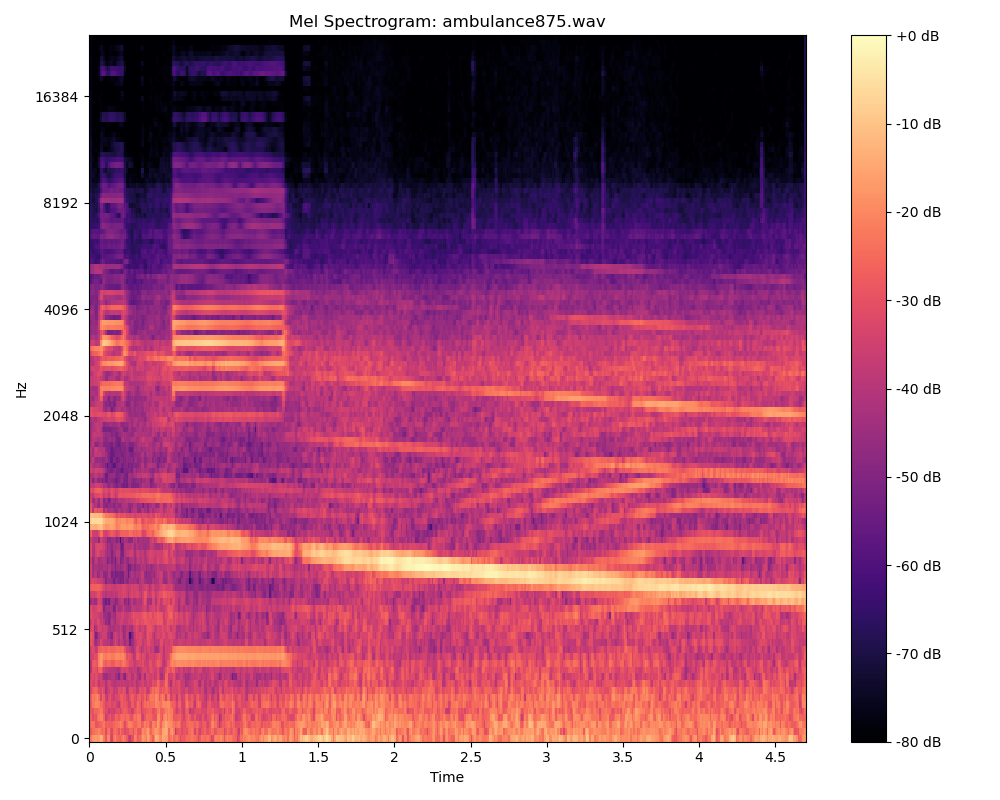 Mel Spectrogram: ambulance875.wav
+0 dB
16384
-10 dB
8192
-20 dB
4096
-30 dB
Hz
2048
-40 dB
-50 dB
1024
-60 dB
512
-70 dB
0
-80 dB
0 0.5 1 1.5 2 2.5 3 3.5 4 4.5
Time